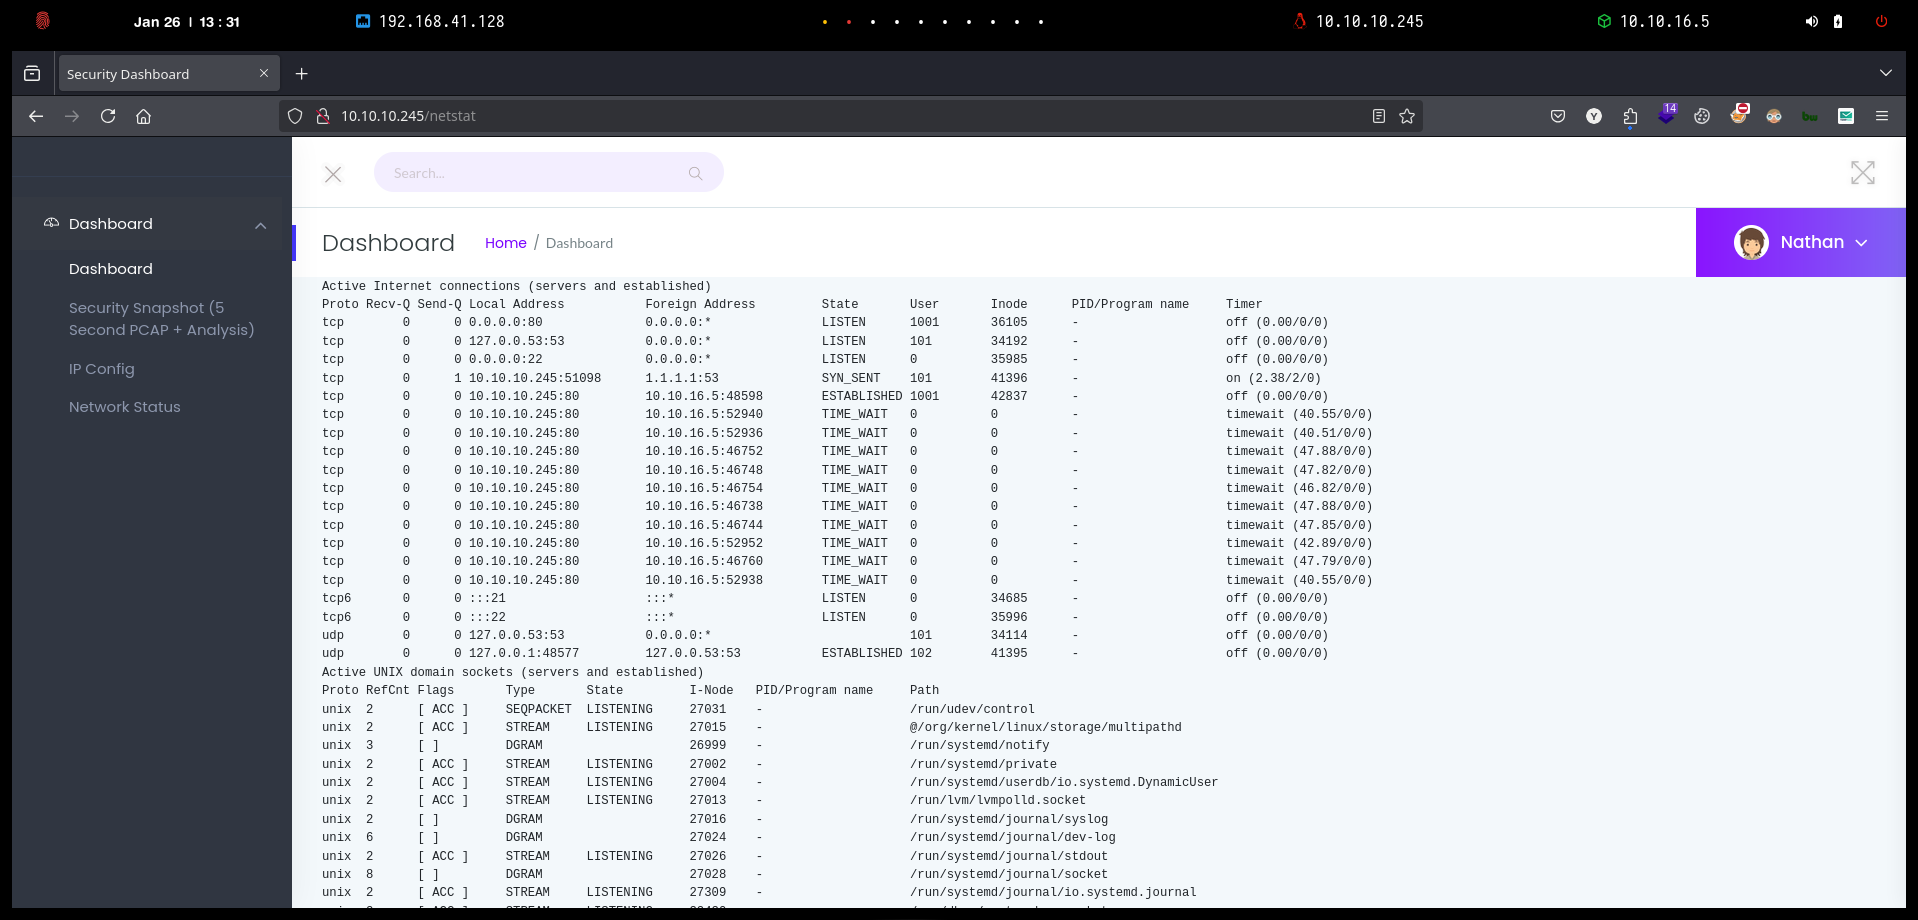 Jan 26 | 13 : 31 192.168.41.128 10.10.10.245 10.10.16.5
Security Dashboard
10.10.10.245/netstat
14
Y
bw
Search...
Dashboard
Dashboard
Security Snapshot (5
Second PCAP + Analysis)
IP Config
Network Status
Dashboard Home / Dashboard
Nathan
Active Internet connections (servers and established)
Proto Recv-Q Send-Q Local Address Foreign Address State User Inode PID/Program name Timer
tcp 0 0 0.0.0.0:80 0.0.0.0:* LISTEN 1001 36105 - off (0.00/0/0)
tcp 0 0 127.0.0.53:53 0.0.0.0:* LISTEN 101 34192 - off (0.00/0/0)
tcp 0 0 0.0.0.0:22 0.0.0.0:* LISTEN 0 35985 - off (0.00/0/0)
tcp 0 1 10.10.10.245:51098 1.1.1.1:53 SYN_SENT 101 41396 - on (2.38/2/0)
tcp 0 0 10.10.10.245:80 10.10.16.5:48598 ESTABLISHED 1001 42837 - off (0.00/0/0)
tcp 0 0 10.10.10.245:80 10.10.16.5:52940 TIME_WAIT 0 0 - timewait (40.55/0/0)
tcp 0 0 10.10.10.245:80 10.10.16.5:52936 TIME_WAIT 0 0 - timewait (40.51/0/0)
tcp 0 0 10.10.10.245:80 10.10.16.5:46752 TIME_WAIT 0 0 - timewait (47.88/0/0)
tcp 0 0 10.10.10.245:80 10.10.16.5:46748 TIME_WAIT 0 0 - timewait (47.82/0/0)
tcp 0 0 10.10.10.245:80 10.10.16.5:46754 TIME_WAIT 0 0 - timewait (46.82/0/0)
tcp 0 0 10.10.10.245:80 10.10.16.5:46738 TIME_WAIT 0 0 - timewait (47.88/0/0)
tcp 0 0 10.10.10.245:80 10.10.16.5:46744 TIME_WAIT 0 0 - timewait (47.85/0/0)
tcp 0 0 10.10.10.245:80 10.10.16.5:52952 TIME_WAIT 0 0 - timewait (42.89/0/0)
tcp 0 0 10.10.10.245:80 10.10.16.5:46760 TIME_WAIT 0 0 - timewait (47.79/0/0)
tcp 0 0 10.10.10.245:80 10.10.16.5:52938 TIME_WAIT 0 0 - timewait (40.55/0/0)
tcp6 0 0 :::21 :::* LISTEN 0 34685 - off (0.00/0/0)
tcp6 0 0 :::22 :::* LISTEN 0 35996 - off (0.00/0/0)
udp 0 0 127.0.0.53:53 0.0.0.0:* 101 34114 - off (0.00/0/0)
udp 0 0 127.0.0.1:48577 127.0.0.53:53 ESTABLISHED 102 41395 - off (0.00/0/0)
Active UNIX domain sockets (servers and established)
Proto RefCnt Flags Type State I-Node PID/Program name Path
unix 2 [ ACC ] SEQPACKET LISTENING 27031 - /run/udev/control
unix 2 [ ACC ] STREAM LISTENING 27015 - @/org/kernel/linux/storage/multipathd
unix 3 [ ] DGRAM 26999 - /run/systemd/notify
unix 2 [ ACC ] STREAM LISTENING 27002 - /run/systemd/private
unix 2 [ ACC ] STREAM LISTENING 27004 - /run/systemd/userdb/io.systemd.DynamicUser
unix 2 [ ACC ] STREAM LISTENING 27013 - /run/lvm/lvmpolld.socket
unix 2 [ ] DGRAM 27016 - /run/systemd/journal/syslog
unix 6 [ ] DGRAM 27024 - /run/systemd/journal/dev-log
unix 2 [ ACC ] STREAM LISTENING 27026 - /run/systemd/journal/stdout
unix 8 [ ] DGRAM 27028 - /run/systemd/journal/socket
unix 2 [ ACC ] STREAM LISTENING 27309 - /run/systemd/journal/io.systemd.journal